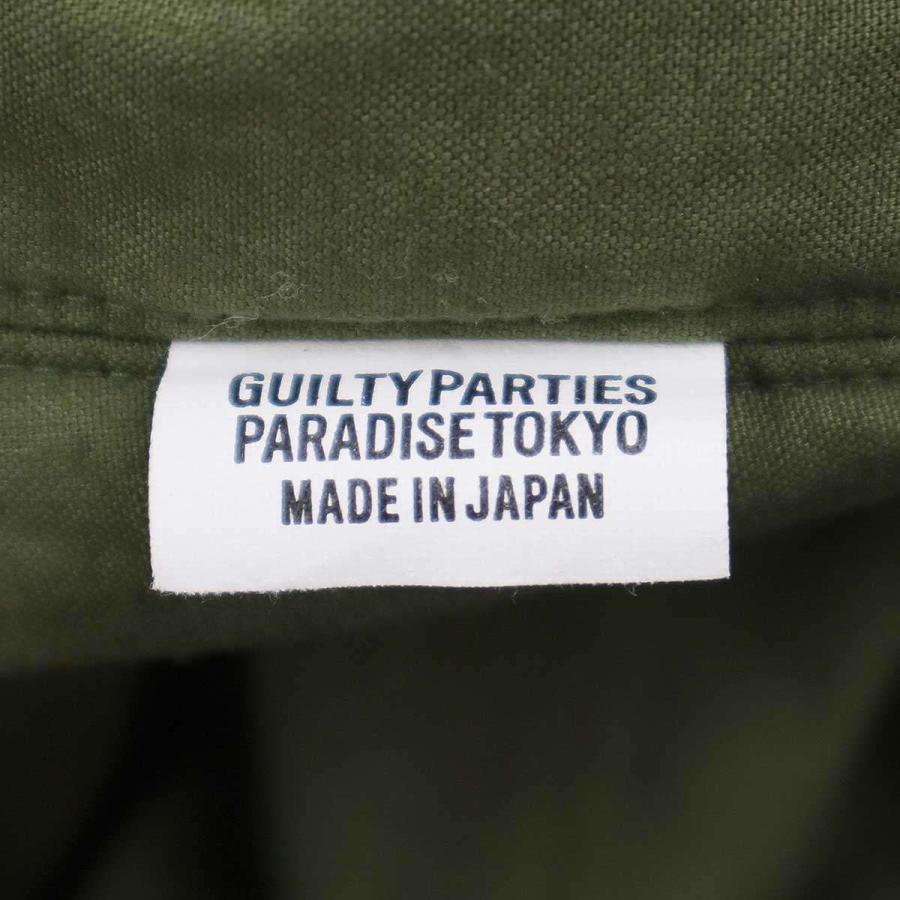 GUILTY PARTIES
PARADISE TOKYO
MADE IN JAPAN